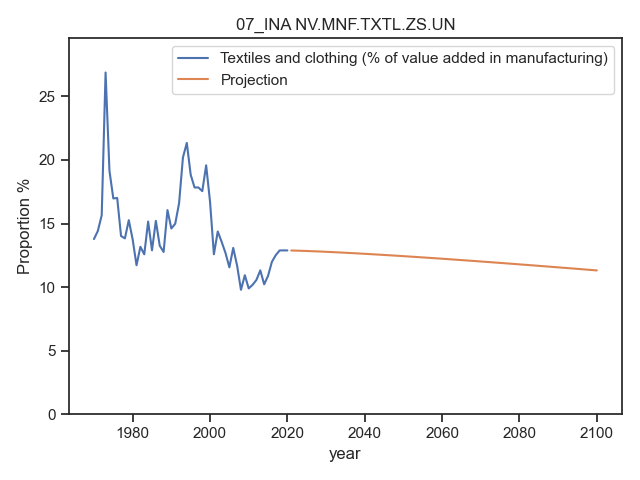 07_INA NV.MNF.TXTL.ZS.UN
Textiles and clothing (% of value added in manufacturing)
Projection
Proportion %
25
20
15
10
5
0
1980 2000 2020 2040 2060 2080 2100
year